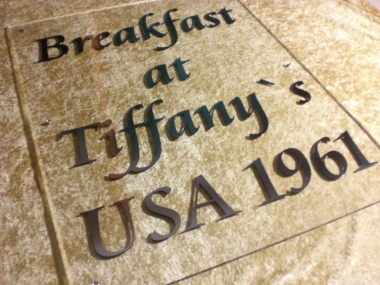 Breakfast
at
Tiffany`s
USA 1961